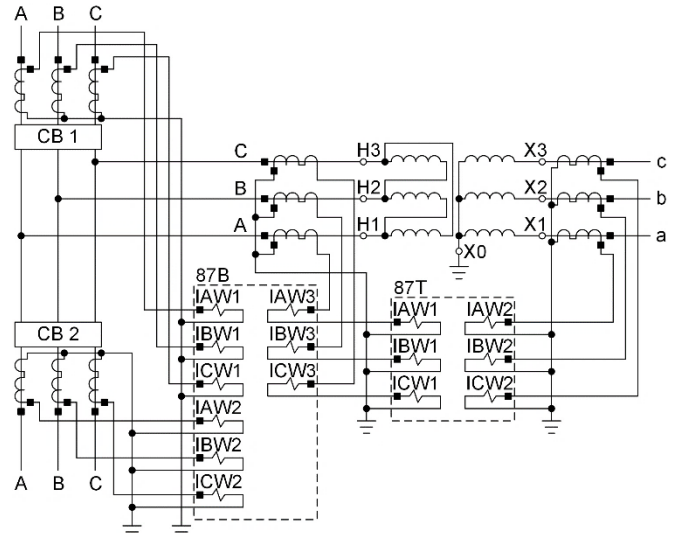 A B C
CB 1
C H3 X3 c
B H2 X2 b
A H1 X1 a
X0
87B
87T
IAW1 IAW3
IAW1 IAW2
CB 2
IBW1 IBW3
IBW1 IBW2
ICW1 ICW3
ICW1 ICW2
IAW2
IBW2
A B C
ICW2